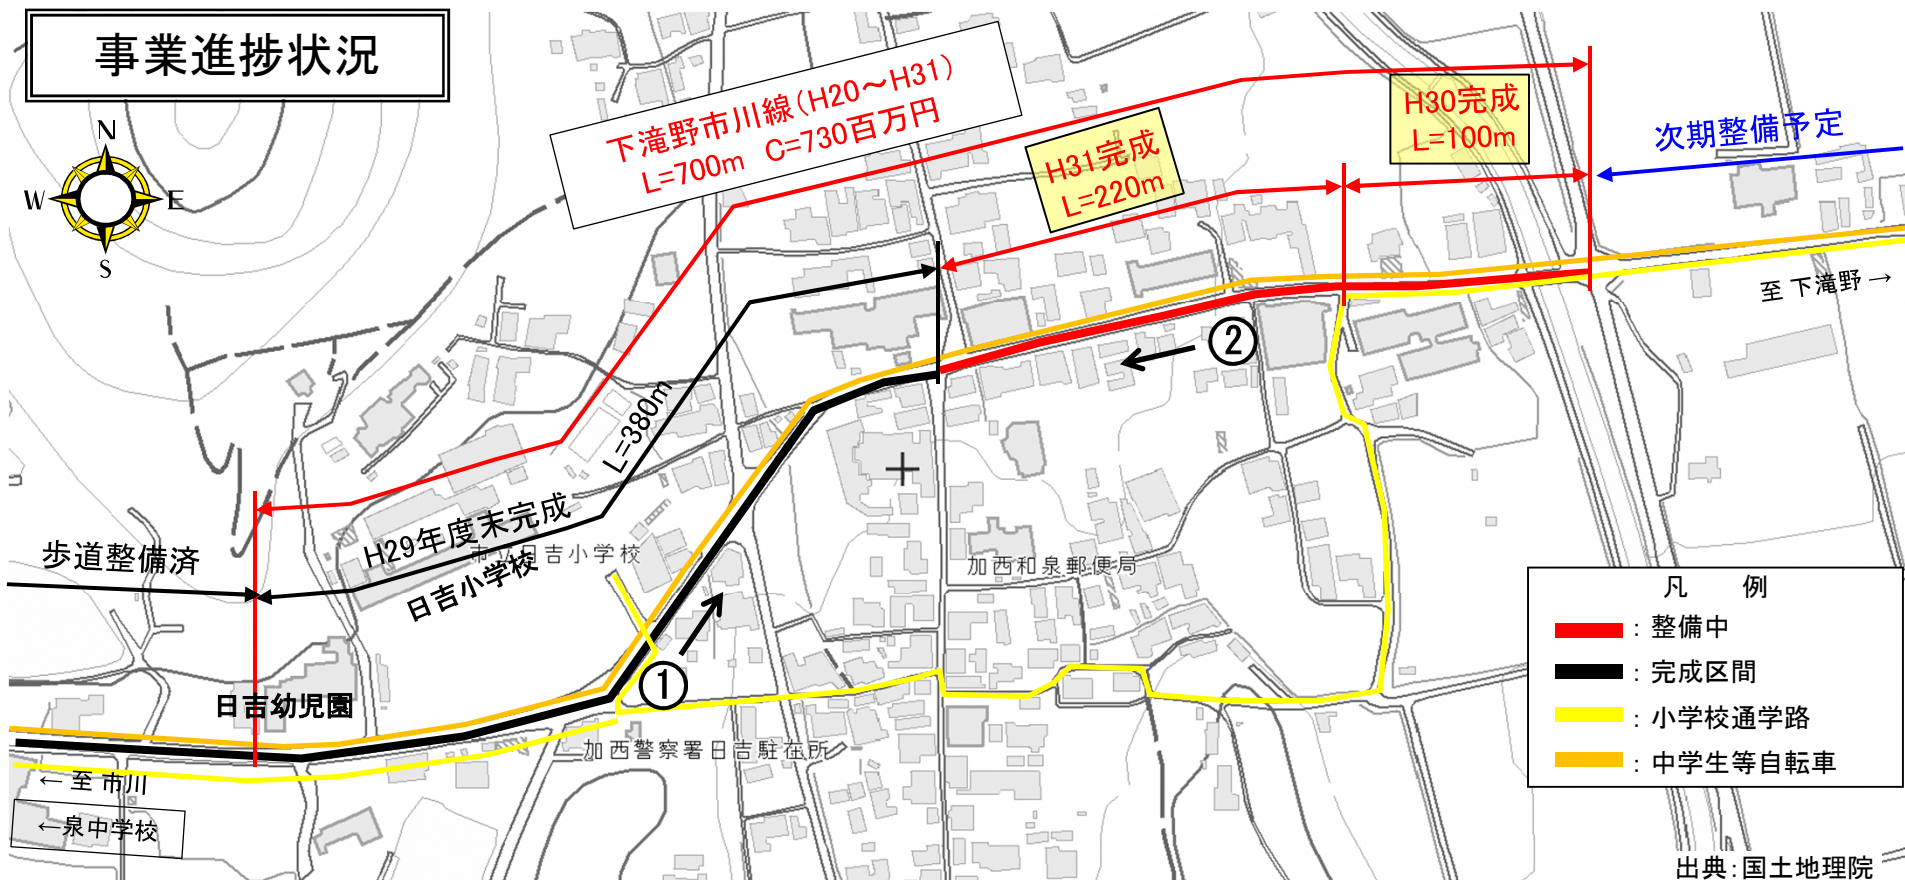 事業進捗状況
N
W
E
S
下滝野市川線(H20～H31)
L=700m C=730百万円
H31完成
L=220m
H30完成
L=100m
次期整備予定
至 下滝野 →
②
L=380m
H29年度末完成
市立日吉小学校
日吉小学校
歩道整備済
加西和泉郵便局
①
日吉幼児園
加西警察署日吉駐在所
← 至 市川
←泉中学校
凡 例
: 整備中
: 完成区間
: 小学校通学路
: 中学生等自転車
出典:国土地理院